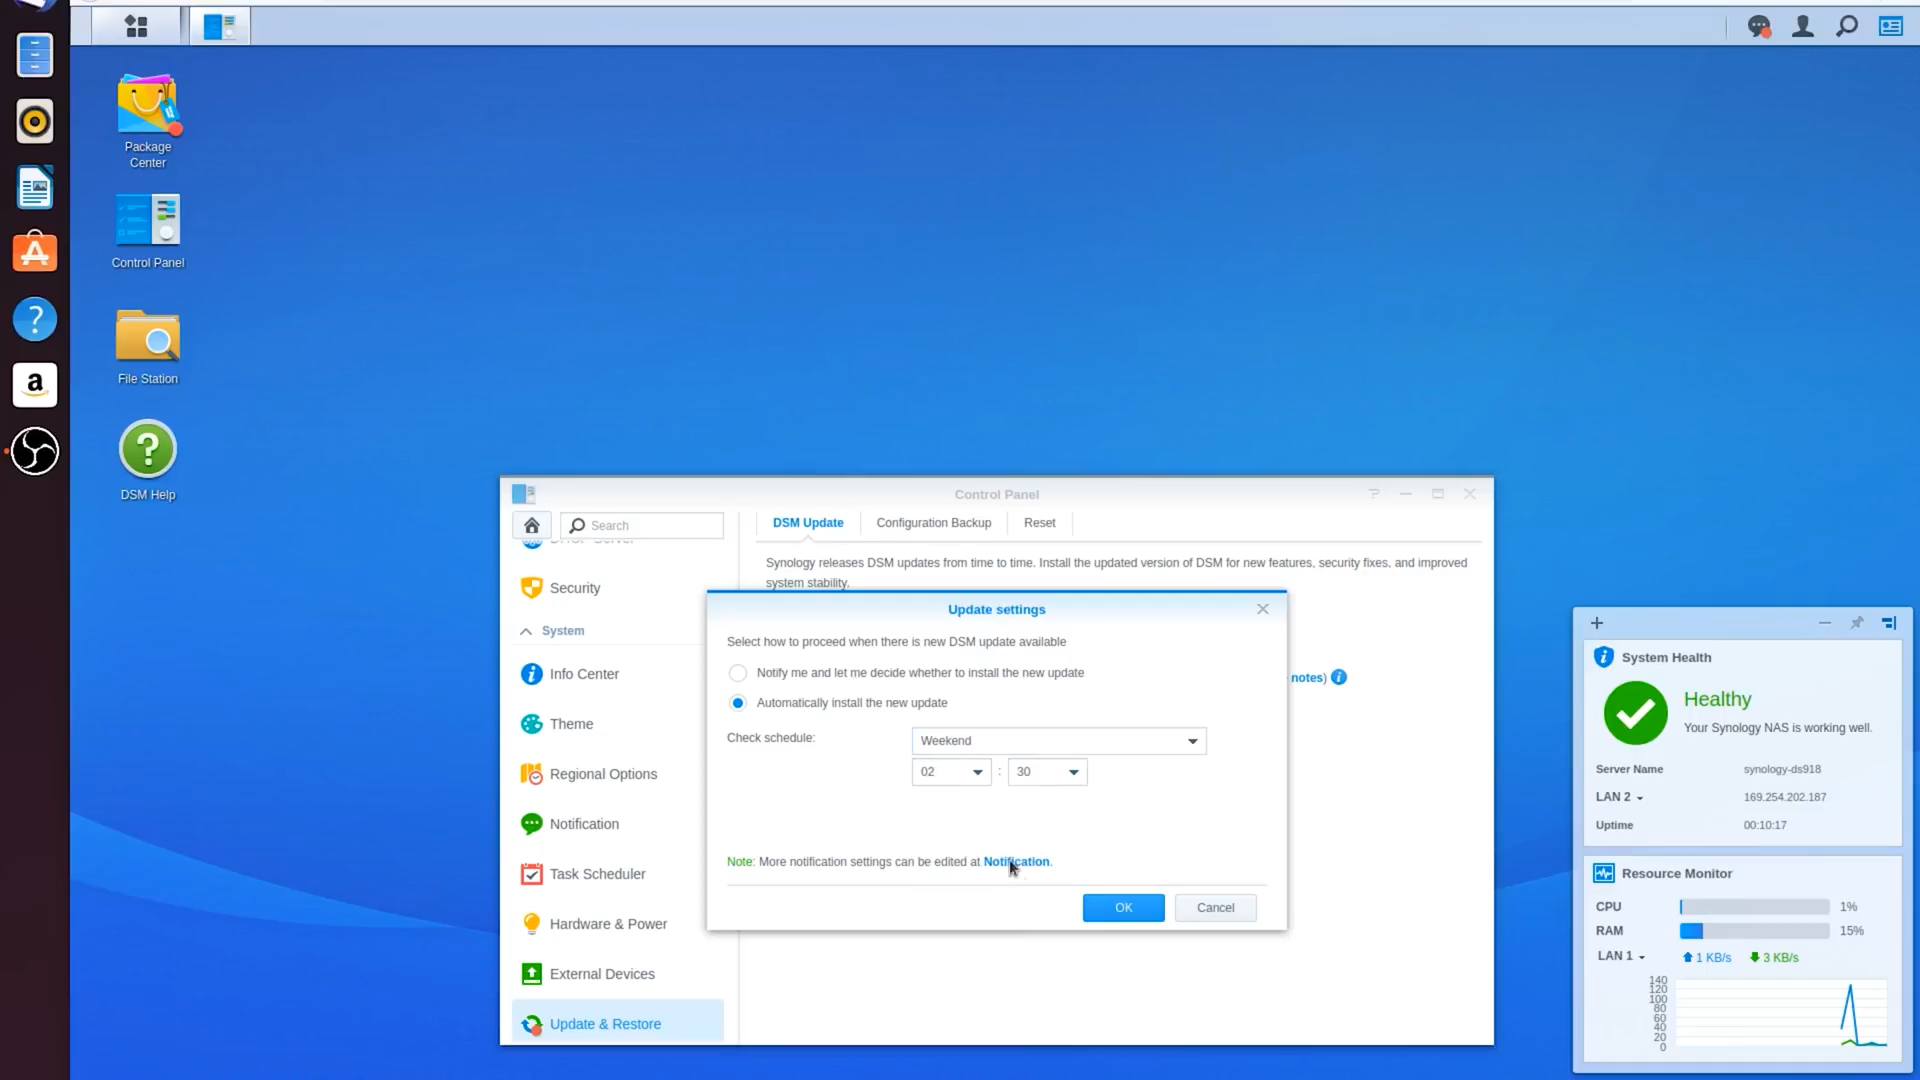 Package
Center
Control Panel
File Station
DSM Help
Control Panel
Search
DSM Update
Configuration Backup
Reset
DHCP Server
Security
System
Info Center
Theme
Regional Options
Notification
Task Scheduler
Hardware & Power
External Devices
Update & Restore
Synology releases DSM updates from time to time. Install the updated version of DSM for new features, security fixes, and improved
system stability.
notes)
Update settings
Select how to proceed when there is new DSM update available
Notify me and let me decide whether to install the new update
Automatically install the new update
Check schedule:
Weekend
02 : 30
Note: More notification settings can be edited at Notification.
OK
Cancel
System Health
Healthy
Your Synology NAS is working well.
Server Name synology-ds918
LAN 2 169.254.202.187
Uptime 00:10:17
Resource Monitor
CPU 1%
RAM 15%
LAN 1 1 KB/s 3 KB/s
140
120
100
80
60
40
20
0